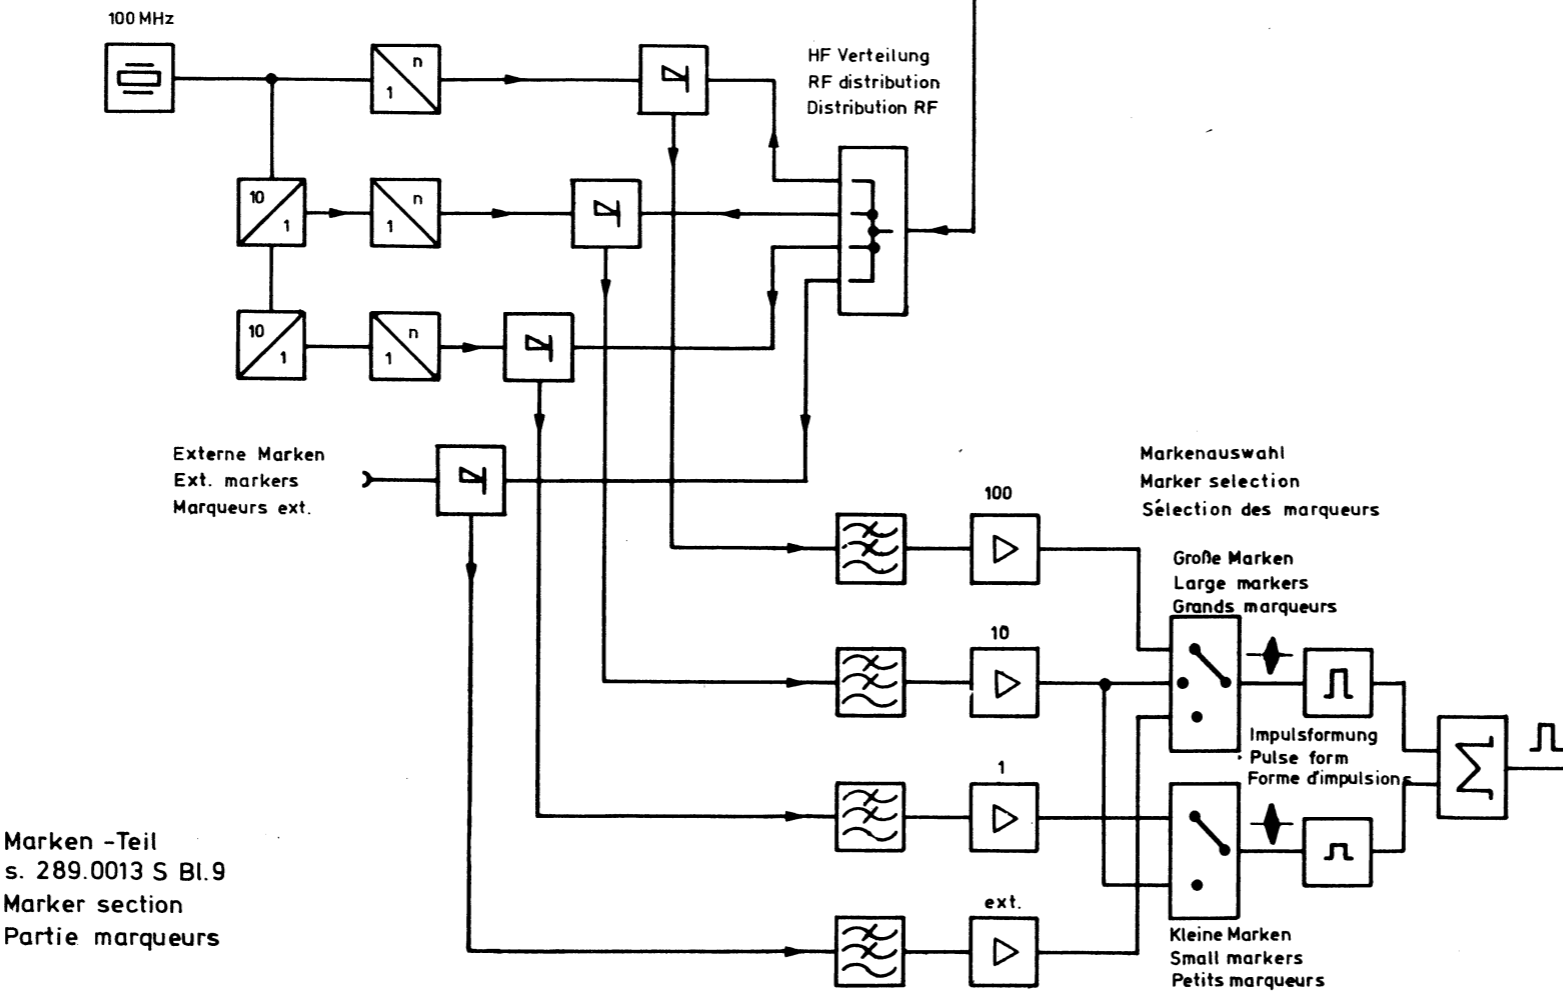 100 MHz
n
1
HF Verteilung
RF distribution
Distribution RF
10
1
n
1
10
1
n
1
Externe Marken
Ext. markers
Marqueurs ext.
Markenauswahl
Marker selection
Sélection des marqueurs
100
Große Marken
Large markers
Grands marqueurs
10
Impulsformung
Pulse form
Forme d'impulsions
1
Marken -Teil
s. 289.0013 S Bl.9
Marker section
Partie marqueurs
ext.
Kleine Marken
Small markers
Petits marqueurs
Σ